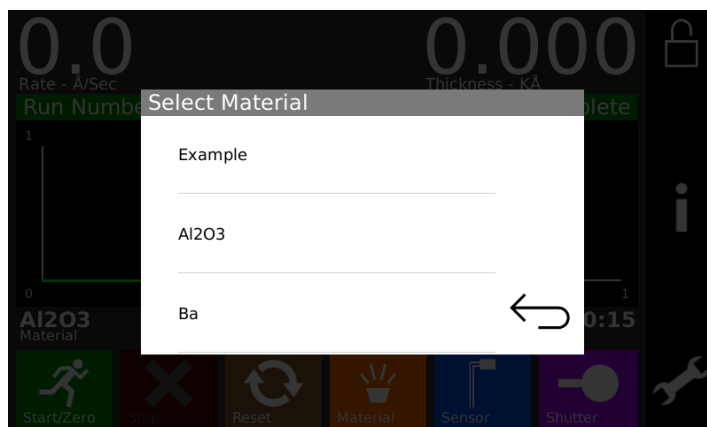 0.0
0.000
Rate - Å/Sec
Thickness - KÅ
Run Numbe
plete
Select Material
1
Example
Al2O3
Ba
0
1
Al2O3
0:15
Material
Start/Zero
Stop
Reset
Material
Sensor
Shutter